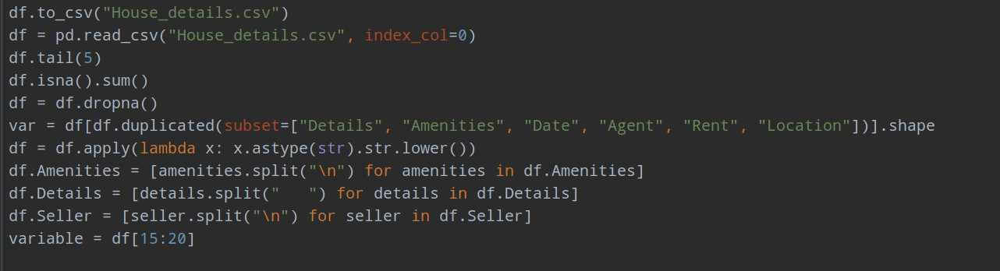 df.to_csv("House_details.csv")
df = pd.read_csv("House_details.csv", index_col=0)
df.tail(5)
df.isna().sum()
df = df.dropna()
var = df[df.duplicated(subset=["Details", "Amenities", "Date", "Agent", "Rent", "Location"])].shape
df = df.apply(lambda x: x.astype(str).str.lower())
df.Amenities = [amenities.split("\n") for amenities in df.Amenities]
df.Details = [details.split("   ") for details in df.Details]
df.Seller = [seller.split("\n") for seller in df.Seller]
variable = df[15:20]